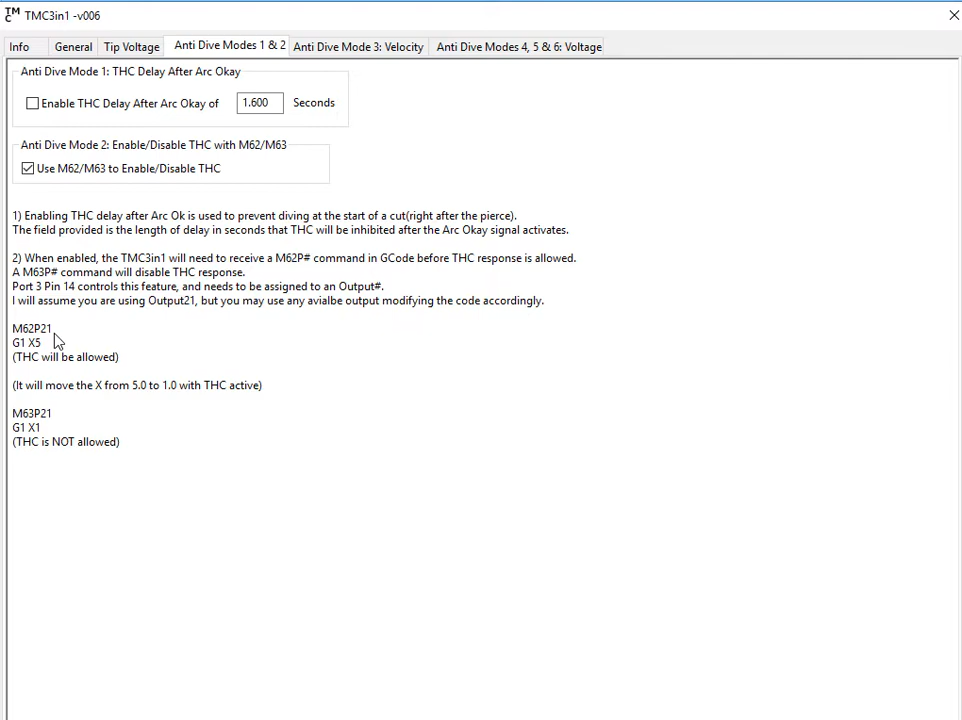 TMC TMC3in1 -v006
Info General Tip Voltage Anti Dive Modes 1 & 2 Anti Dive Mode 3: Velocity Anti Dive Modes 4, 5 & 6: Voltage
Anti Dive Mode 1: THC Delay After Arc Okay
Enable THC Delay After Arc Okay of 1.600 Seconds
Anti Dive Mode 2: Enable/Disable THC with M62/M63
Use M62/M63 to Enable/Disable THC
1) Enabling THC delay after Arc Ok is used to prevent diving at the start of a cut(right after the pierce).
The field provided is the length of delay in seconds that THC will be inhibited after the Arc Okay signal activates.
2) When enabled, the TMC3in1 will need to receive a M62P# command in GCode before THC response is allowed.
A M63P# command will disable THC response.
Port 3 Pin 14 controls this feature, and needs to be assigned to an Output#.
I will assume you are using Output21, but you may use any avialbe output modifying the code accordingly.
M62P21
G1 X5
(THC will be allowed)
(It will move the X from 5.0 to 1.0 with THC active)
M63P21
G1 X1
(THC is NOT allowed)